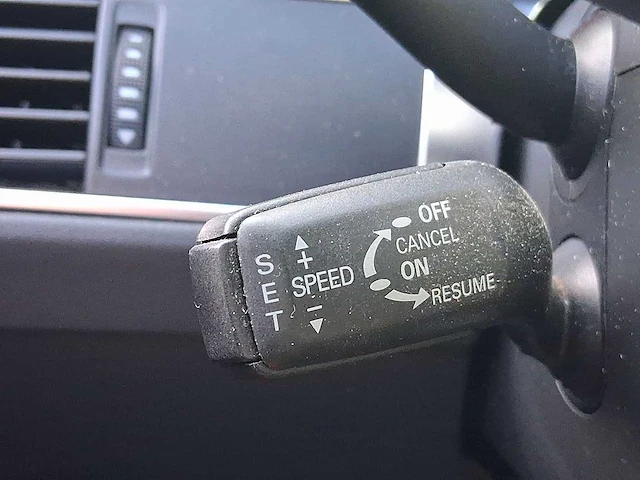 OFF
CANCEL
ON
RESUME
SET
+
SPEED
−